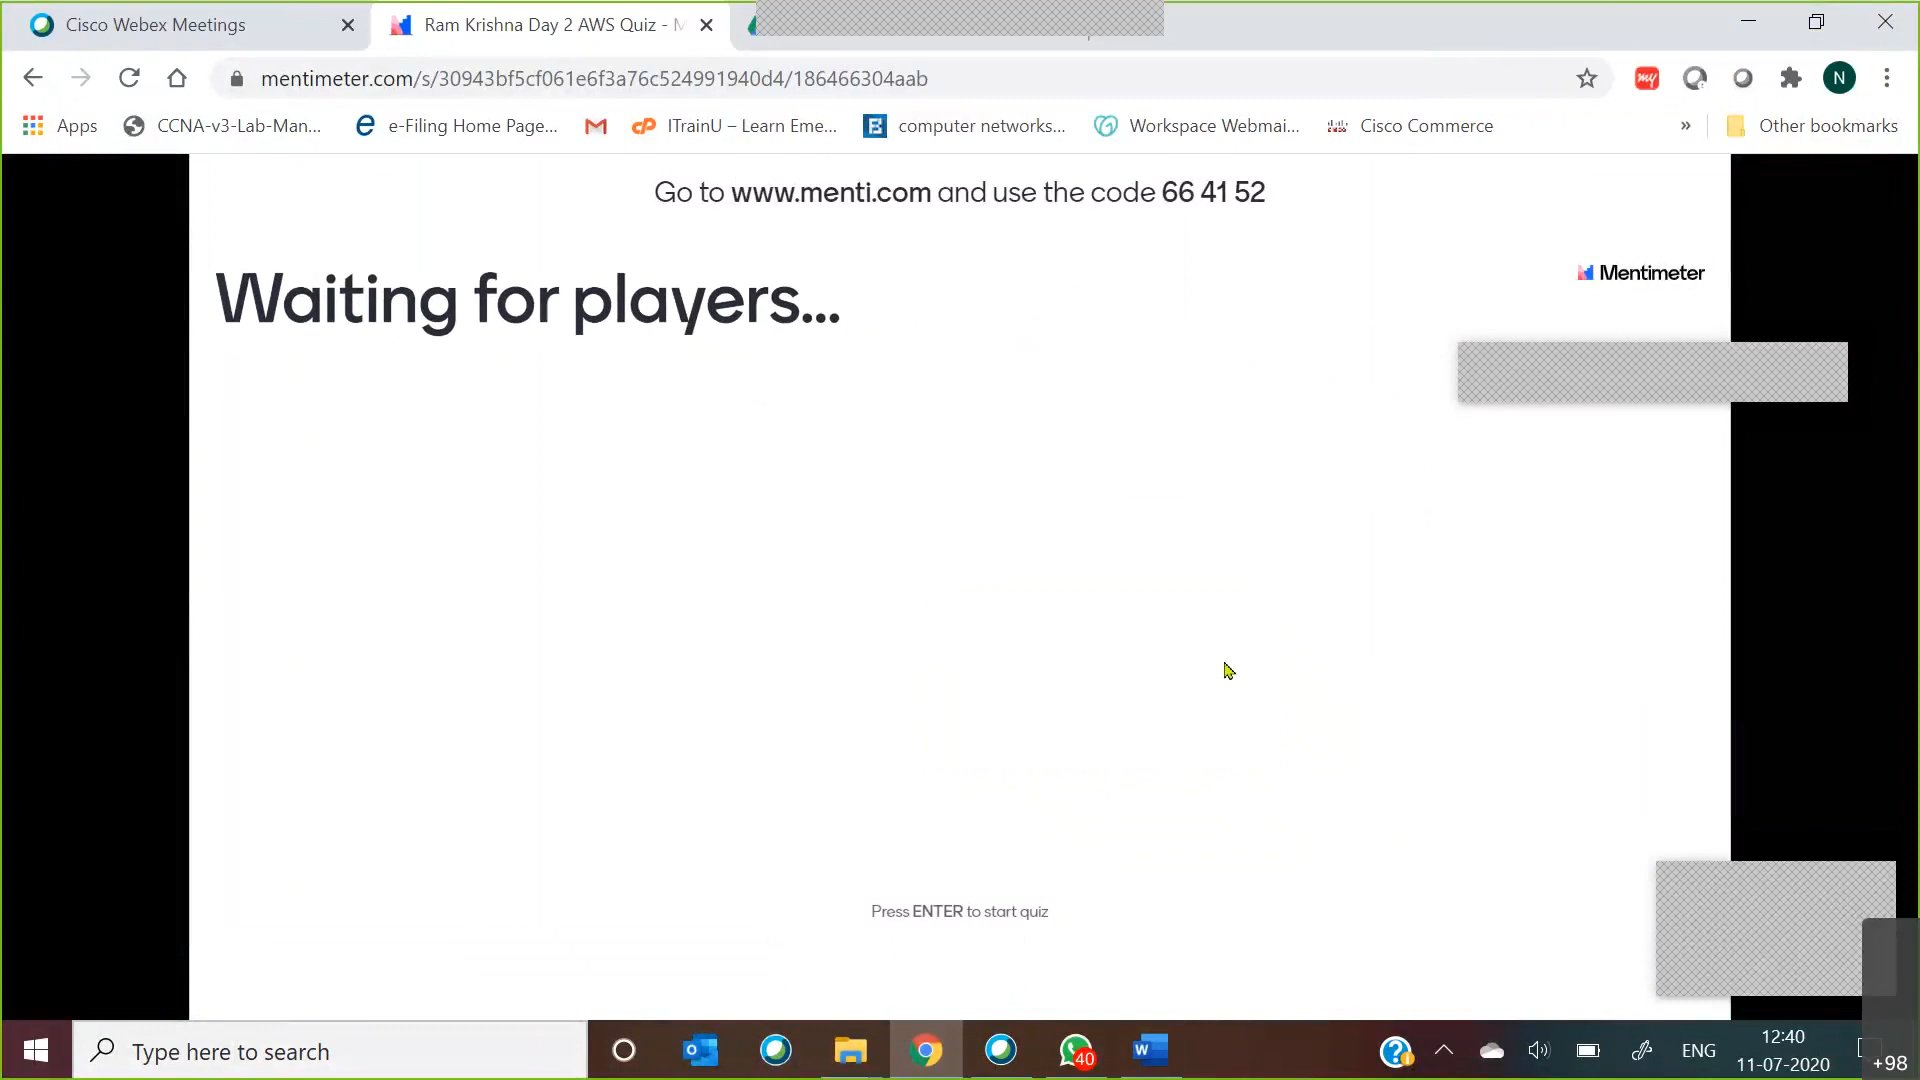 Cisco Webex Meetings
Ram Krishna Day 2 AWS Quiz - M
mentimeter.com/s/30943bf5cf061e6f3a76c524991940d4/186466304aab
my
N
Apps
CCNA-v3-Lab-Man...
e-Filing Home Page...
ITrainU – Learn Eme...
computer networks...
Workspace Webmai...
Cisco Commerce
»
Other bookmarks
Go to www.menti.com and use the code 66 41 52
Waiting for players...
Mentimeter
Press ENTER to start quiz
Type here to search
40
ENG
12:40
11-07-2020
+98